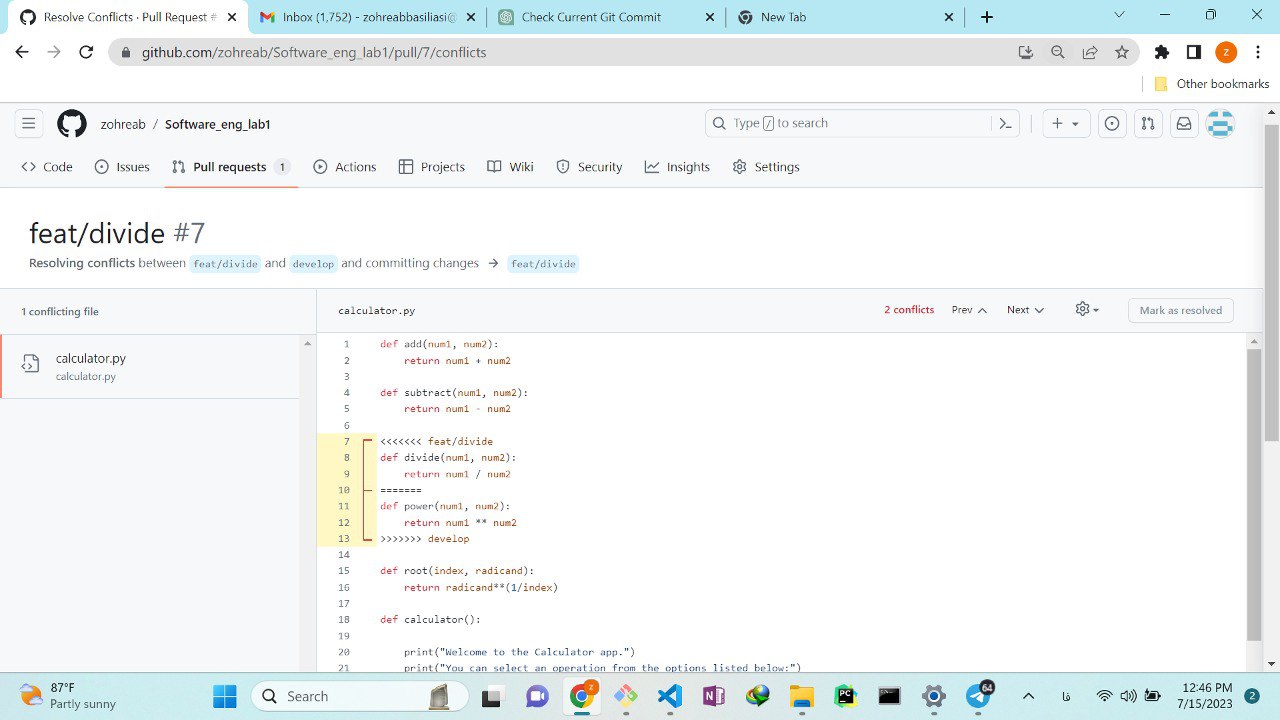 Resolve Conflicts · Pull Request #
Inbox (1,752) - zohreabbasiliasi@
Check Current Git Commit
New Tab
github.com/zohreab/Software_eng_lab1/pull/7/conflicts
Z
Other bookmarks
zohreab / Software_eng_lab1
Type / to search
Code
Issues
Pull requests 1
Actions
Projects
Wiki
Security
Insights
Settings
feat/divide #7
Resolving conflicts between feat/divide and develop and committing changes → feat/divide
1 conflicting file
calculator.py
calculator.py
calculator.py
2 conflicts
Prev
Next
Mark as resolved
1 def add(num1, num2):
2     return num1 + num2
3
4 def subtract(num1, num2):
5     return num1 - num2
6
7 <<<<<<< feat/divide
8 def divide(num1, num2):
9     return num1 / num2
10 =======
11 def power(num1, num2):
12     return num1 ** num2
13 >>>>>>> develop
14
15 def root(index, radicand):
16     return radicand**(1/index)
17
18 def calculator():
19
20     print("Welcome to the Calculator app.")
21     print("You can select an operation from the options listed below:")
87°F
Partly sunny
Search
Z
N
PC
64
فا
12:46 PM
7/15/2023
2